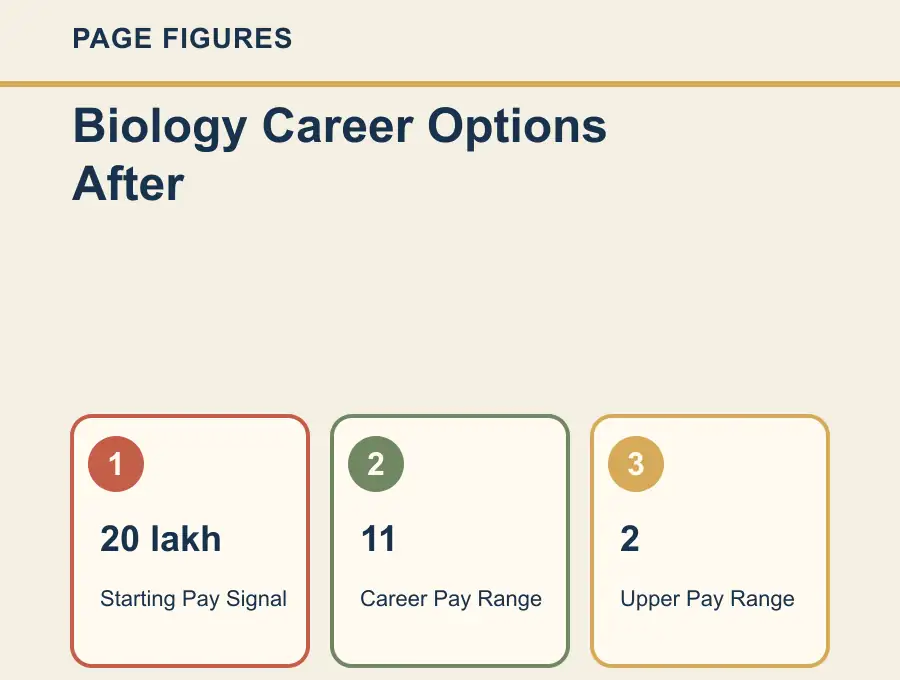 PAGE FIGURES
Biology Career Options
After
1
20 lakh
Starting Pay Signal
2
11
Career Pay Range
3
2
Upper Pay Range